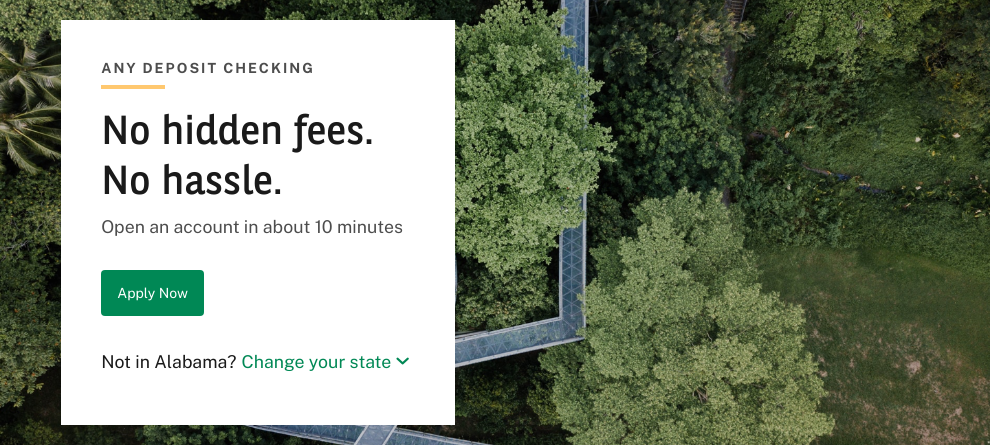 ANY DEPOSIT CHECKING
No hidden fees.
No hassle.
Open an account in about 10 minutes
Apply Now
Not in Alabama? Change your state